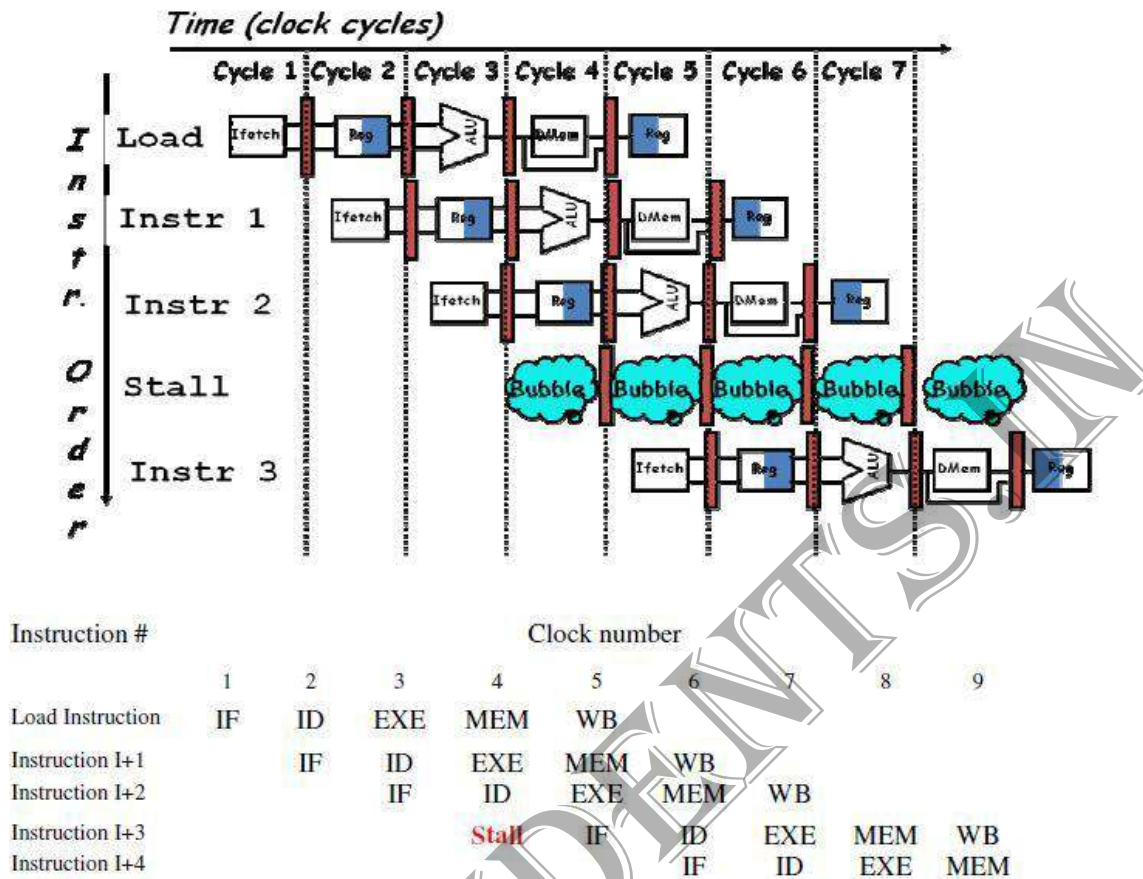 Time (clock cycles)
Cycle 1 Cycle 2 Cycle 3 Cycle 4 Cycle 5 Cycle 6 Cycle 7
Instr. Order
Load Ifetch Reg ALU DMem Reg
Instr 1 Ifetch Reg ALU DMem Reg
Instr 2 Ifetch Reg ALU DMem Reg
Stall Bubble Bubble Bubble Bubble Bubble
Instr 3 Ifetch Reg ALU DMem Reg
Instruction # Clock number
1 2 3 4 5 6 7 8 9
Load Instruction IF ID EXE MEM WB
Instruction I+1 IF ID EXE MEM WB
Instruction I+2 IF ID EXE MEM WB
Instruction I+3 Stall IF ID EXE MEM WB
Instruction I+4 IF ID EXE MEM
DENTS.IN